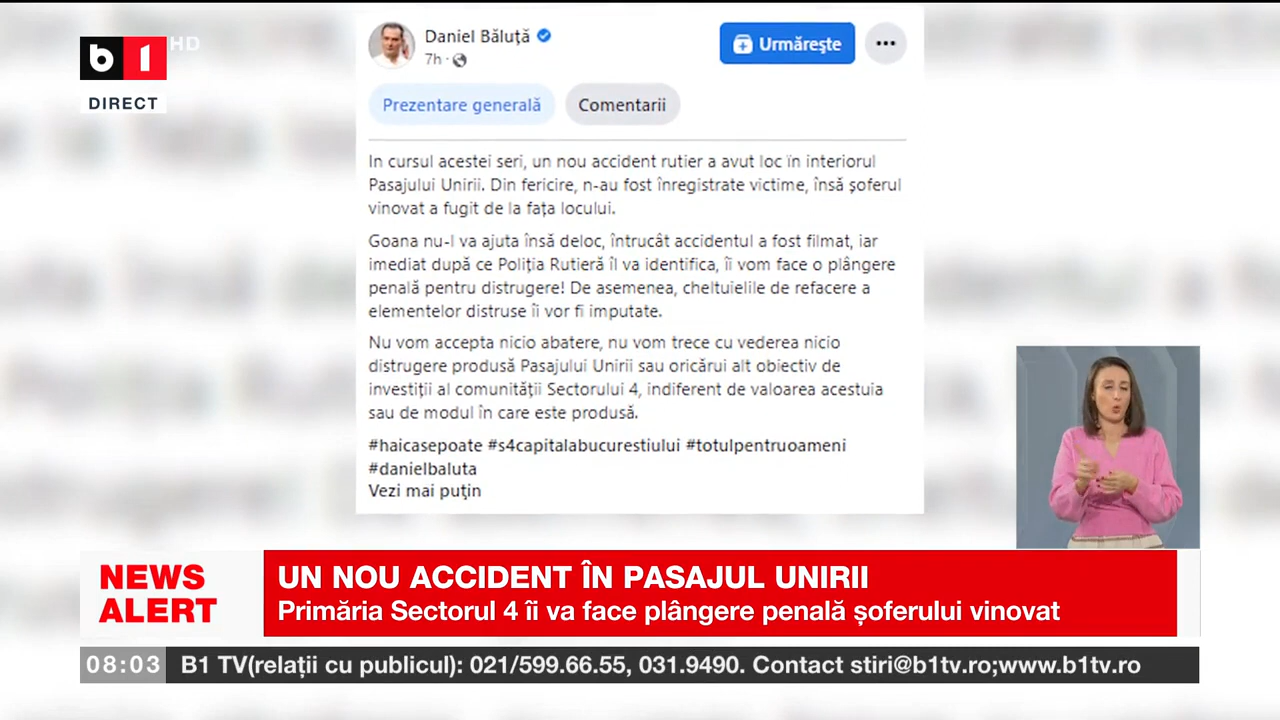 b1
HD
DIRECT
Daniel Băluță
7h ·
Urmăreşte
Prezentare generală
Comentarii
In cursul acestei seri, un nou accident rutier a avut loc în interiorul
Pasajului Unirii. Din fericire, n-au fost înregistrate victime, însă șoferul
vinovat a fugit de la fața locului.
Goana nu-l va ajuta însă deloc, întrucât accidentul a fost filmat, iar
imediat după ce Poliția Rutieră îl va identifica, îi vom face o plângere
penală pentru distrugere! De asemenea, cheltuielile de refacere a
elementelor distruse îi vor fi imputate.
Nu vom accepta nicio abatere, nu vom trece cu vederea nicio
distrugere produsă Pasajului Unirii sau oricărui alt obiectiv de
investiții al comunității Sectorului 4, indiferent de valoarea acestuia
sau de modul în care este produsă.
#haicasepoate #s4capitalabucurestiului #totulpentruoameni
#danielbaluta
Vezi mai puţin
NEWS
ALERT
UN NOU ACCIDENT ÎN PASAJUL UNIRII
Primăria Sectorul 4 îi va face plângere penală șoferului vinovat
08:03
B1 TV(relații cu publicul): 021/599.66.55, 031.9490. Contact stiri@b1tv.ro;www.b1tv.ro